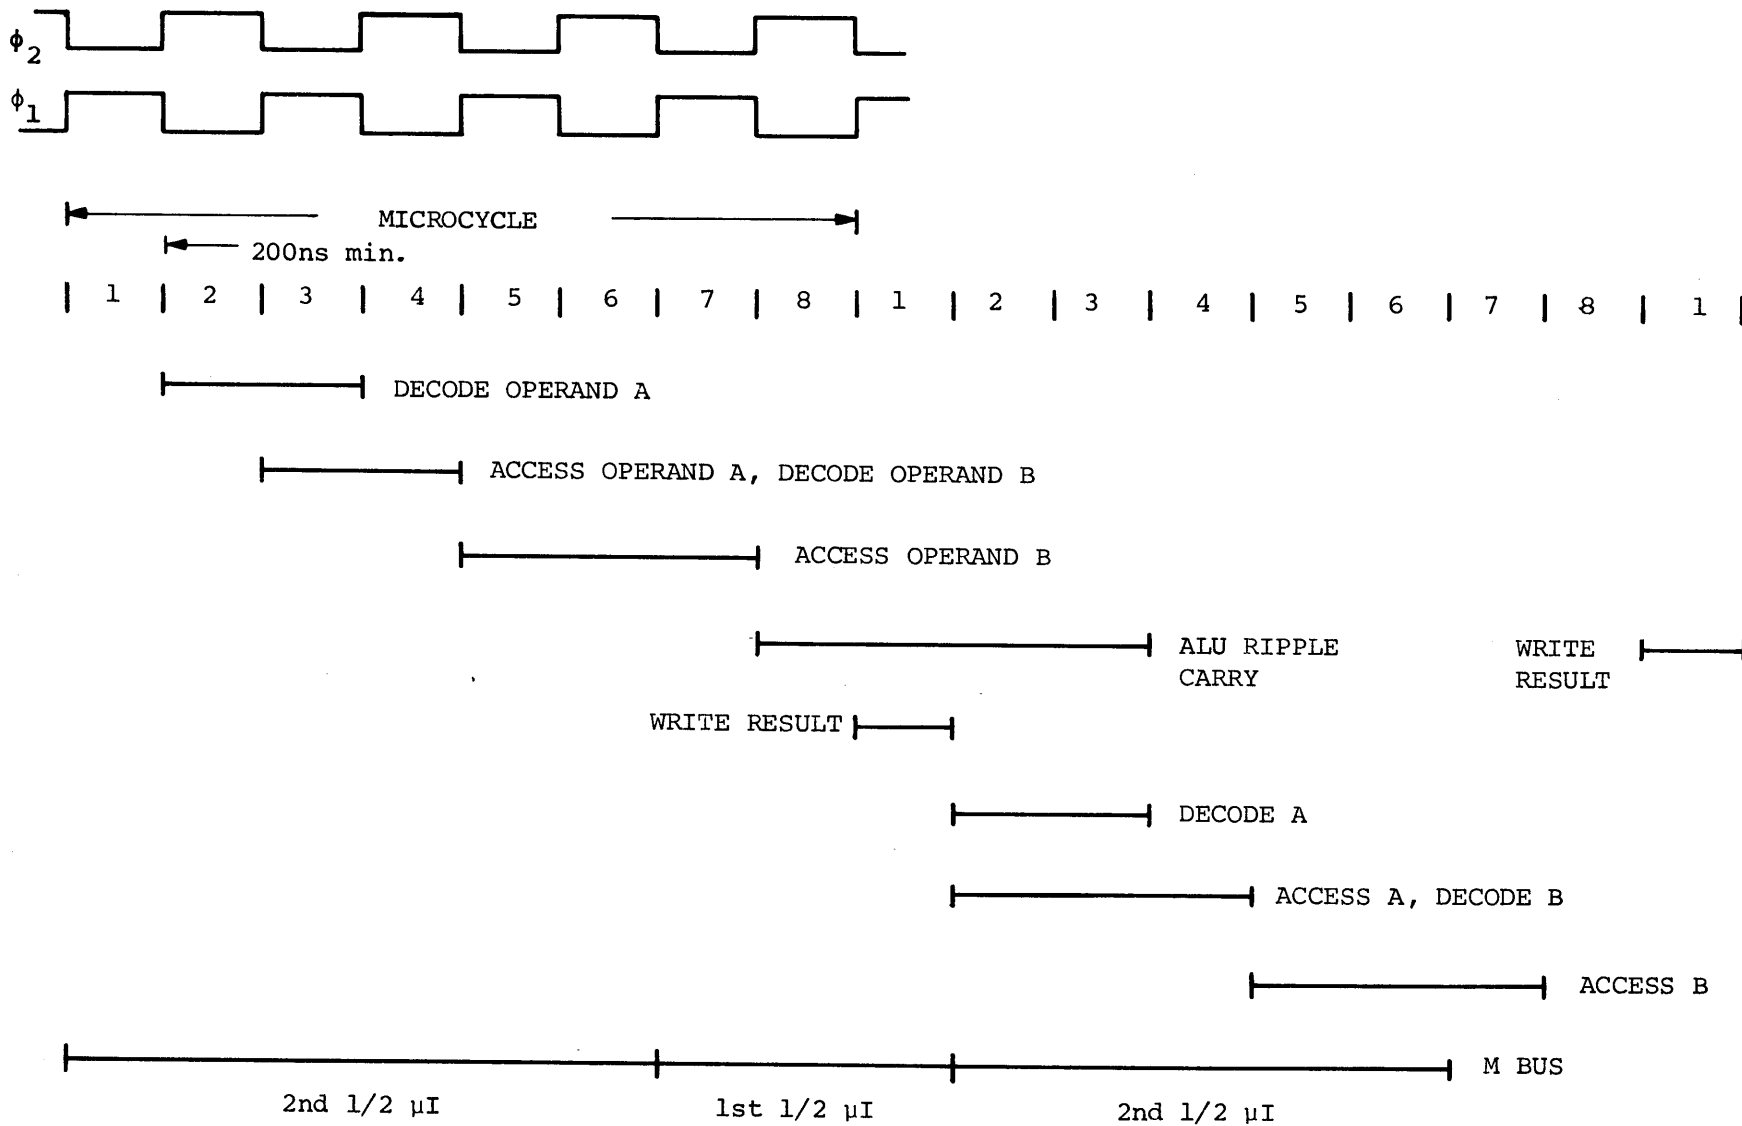 ϕ2
ϕ1
MICROCYCLE
200ns min.
1 2 3 4 5 6 7 8 1 2 3 4 5 6 7 8 1
DECODE OPERAND A
ACCESS OPERAND A, DECODE OPERAND B
ACCESS OPERAND B
ALU RIPPLE
CARRY
WRITE
RESULT
WRITE RESULT
DECODE A
ACCESS A, DECODE B
ACCESS B
M BUS
2nd 1/2 μI 1st 1/2 μI 2nd 1/2 μI